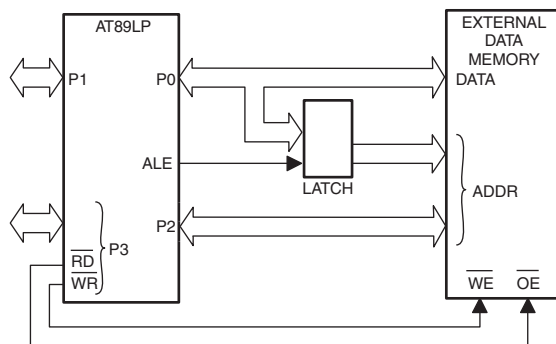 AT89LP
EXTERNAL
DATA
MEMORY
P1
P0
DATA
ALE
LATCH
ADDR
P2
P3
RD
WR
WE
OE